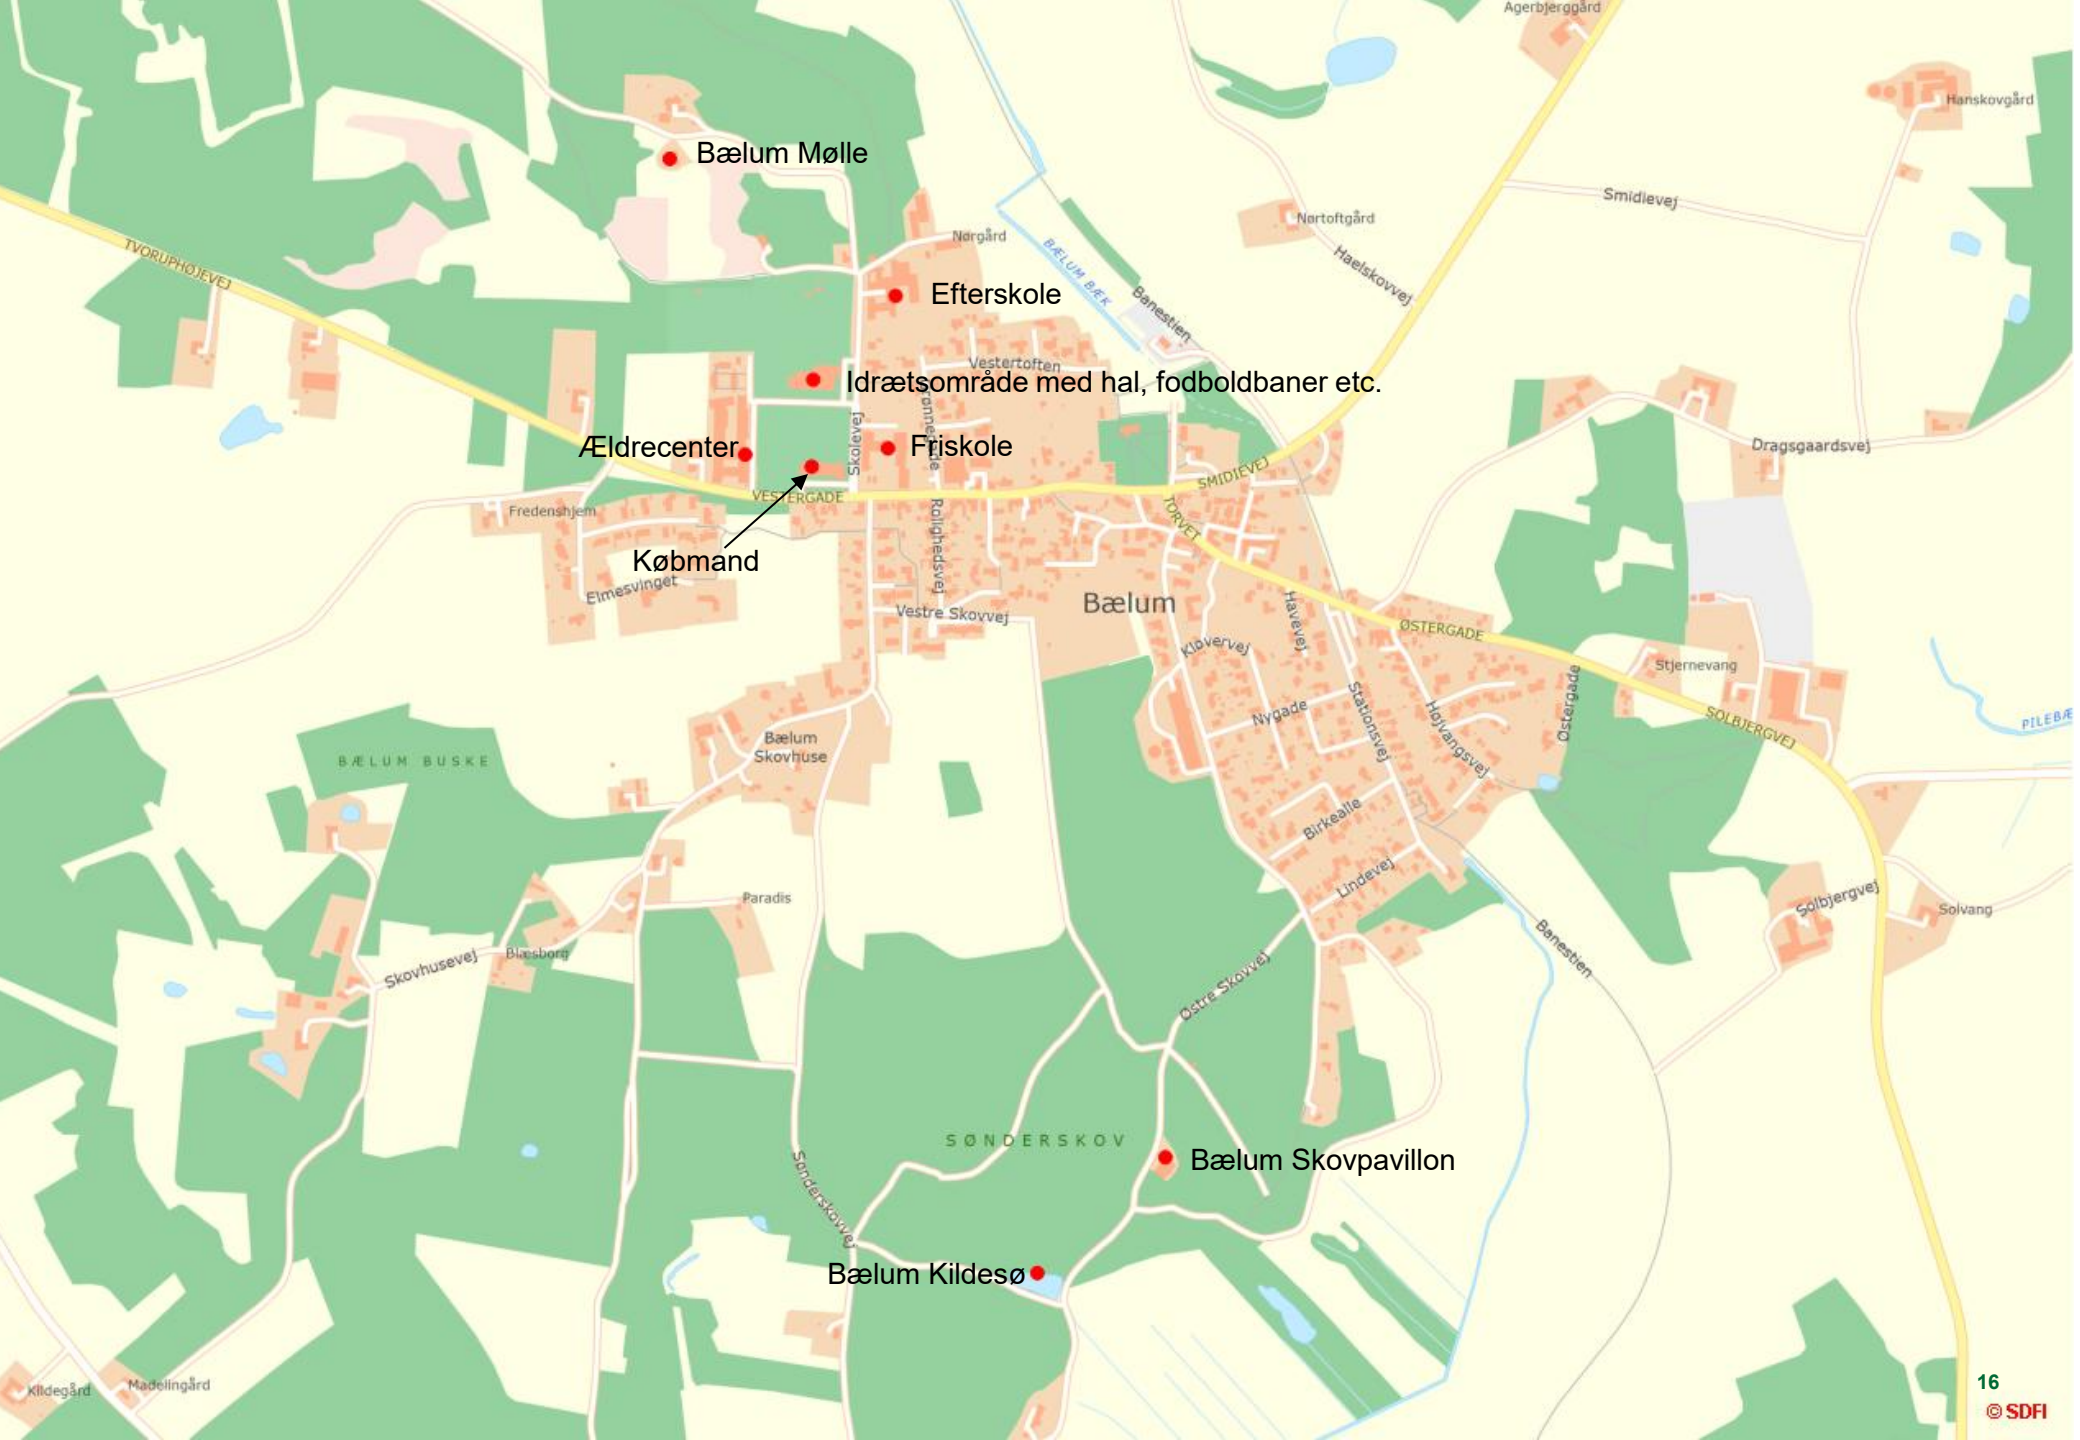 Agerbjerggård
Hanskovgård
Bælum Mølle
Smidievej
Nørtoftgård
Nørgård
TVORUPHØJEVEJ
BÆLUM BÆK
Haelskovvej
Banestien
Efterskole
Vestertoften
Idrætsområde med hal, fodboldbaner etc.
Skolevej
Ældrecenter
Friskole
Dragsgaardsvej
SMIDIEVEJ
VESTERGADE
Fredenshjem
Rolighedsvej
TORVET
Købmand
Elmesvinget
Vestre Skovvej
Bælum
Havevej
ØSTERGADE
Kløvervej
Stjernevang
Østergade
Stationsvej
Nygade
Højvangsvej
SOLBJERGVEJ
PILEBÆ
Bælum
Skovhuse
BÆLUM BUSKE
Birkealle
Lindevej
Paradis
Solbjergvej
Solvang
Skovhusevej
Blæsborg
Banestien
Østre Skovvej
SØNDERSKOV
Bælum Skovpavillon
Sønderskovvej
Bælum Kildesø
Kildegård
Madelingård
16
© SDFI